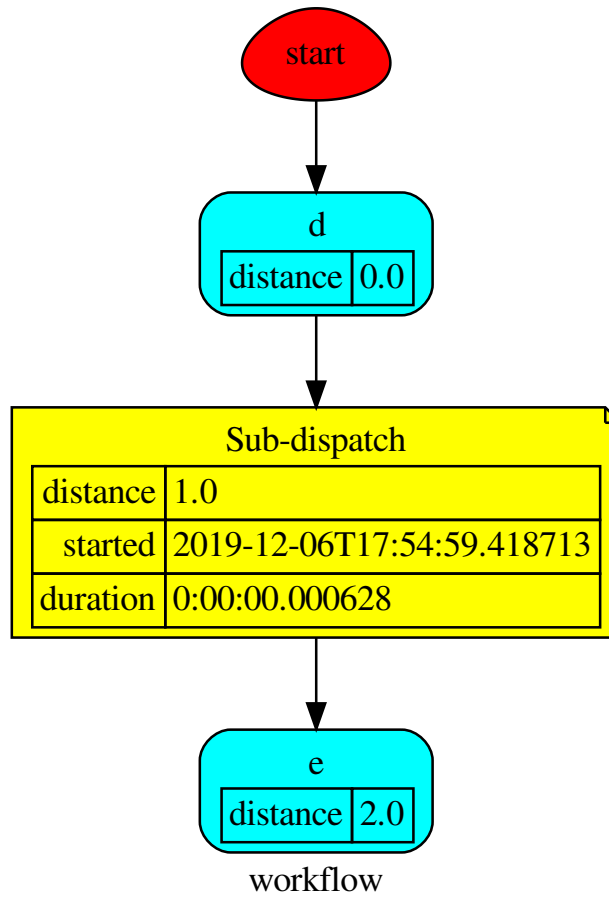 start
d
distance 0.0
Sub-dispatch
distance 1.0
started 2019-12-06T17:54:59.418713
duration 0:00:00.000628
e
distance 2.0
workflow